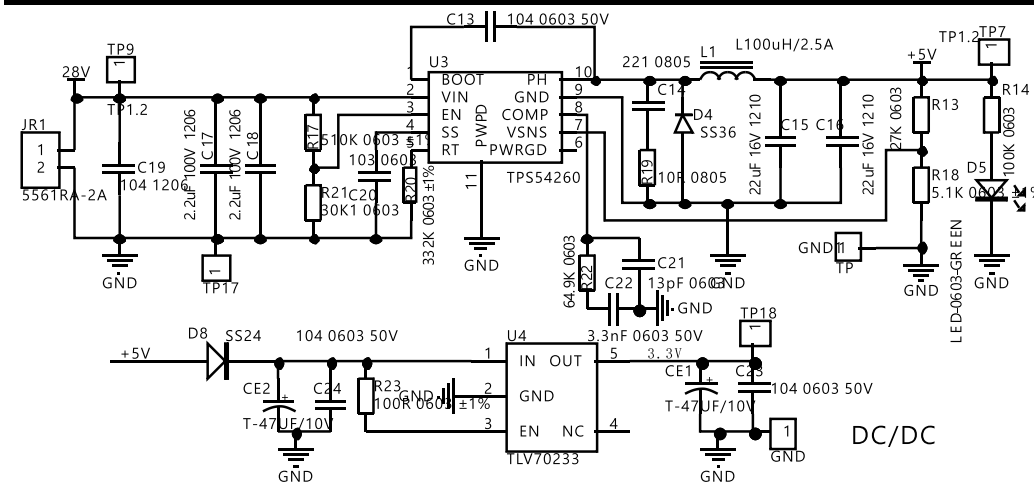 C13
104 0603 50V
TP9
1
28V
TP1.2
JR1
1
2
5561RA-2A
C19
104 1206
C17
2.2uF 100V 1206
C18
2.2uF 100V 1206
R17
510K 0603 ±1%
R21
30K1 0603
103 0603
C20
R20
332K 0603 ±1%
U3
1 BOOT PH 10
2 VIN GND 9
3 EN COMP 8
4 SS VSNS 7
5 RT PWRGD 6
PWPD
11
TPS54260
221 0805
C14
R19
10R 0805
D4
SS36
L1
L100uH/2.5A
C15
22uF 16V 1210
C16
22uF 16V 1210
+5V
TP1.2
TP7
1
R13
27K 0603
R14
100K 0603
R18
5.1K 0603 ±1%
D5
LED-0603-GREEN
GND
1
TP
GND
GND
GND
GND
GND
1
TP17
R22
64.9K 0603
C21
13pF 0603
C22
3.3nF 0603 50V
GND
+5V
D8
SS24
104 0603 50V
CE2
+
T-47UF/10V
C24
R23
100R 0603 ±1%
GND
GND
U4
1 IN OUT 5
2 GND
3 EN NC 4
TLV70233
3.3V
TP18
1
CE1
+
T-47UF/10V
C23
104 0603 50V
1
GND
GND
DC/DC